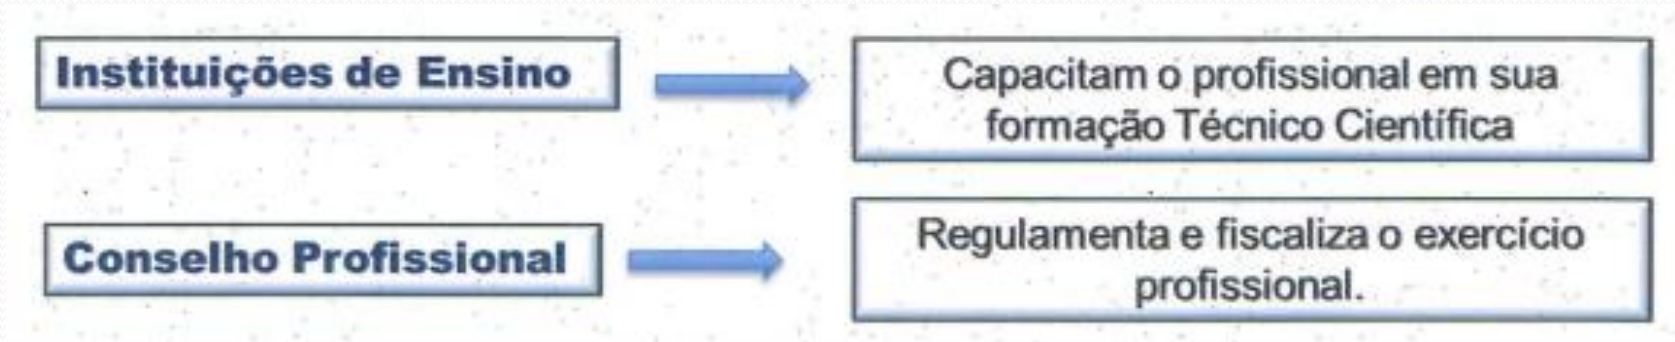 Instituições de Ensino
Capacitam o profissional em sua
formação Técnico Científica
Conselho Profissional
Regulamenta e fiscaliza o exercício
profissional.